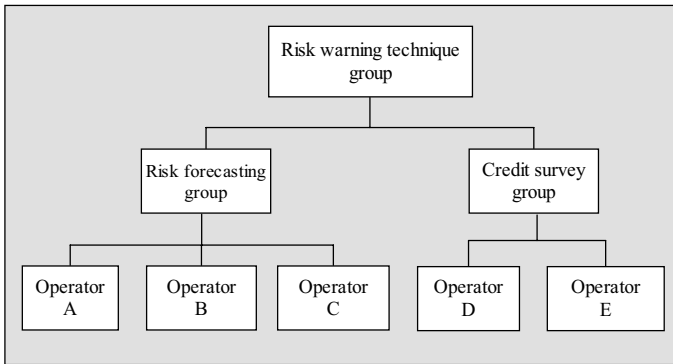 Risk warning technique
group
Risk forecasting
group
Credit survey
group
Operator
A
Operator
B
Operator
C
Operator
D
Operator
E